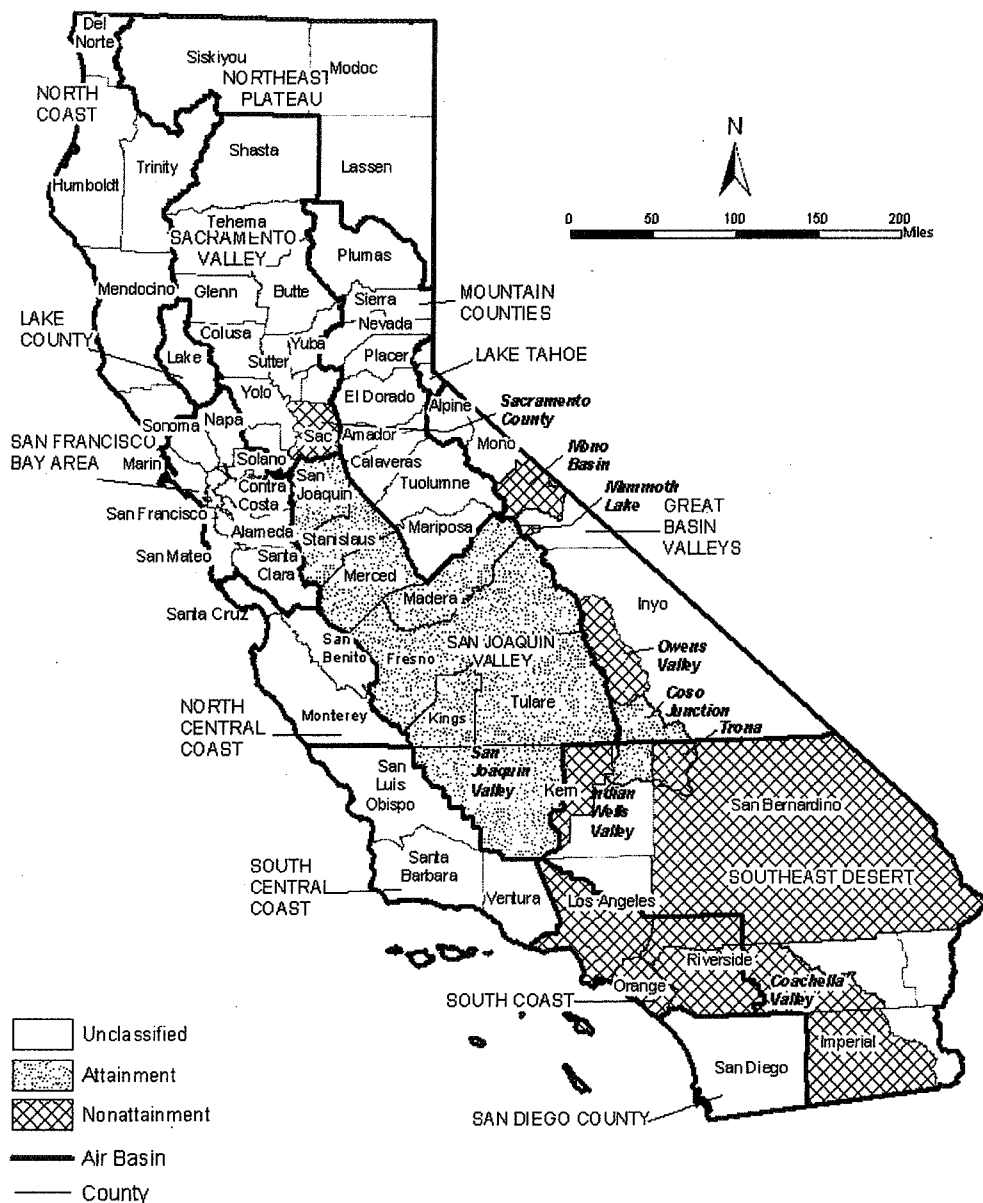 Del
Norte
Siskiyou
Modoc
NORTHEAST
PLATEAU
NORTH
COAST
N
Shasta
Trinity
Lassen
Humboldt
0 50 100 150 200
Miles
Tehema
SACRAMENTO
VALLEY
Plumas
Mendocino
Glenn
Butte
Sierra
MOUNTAIN
COUNTIES
Nevada
LAKE
COUNTY
Colusa
Yuba
Lake
Sutter
Placer
LAKE TAHOE
Yolo
El Dorado
Alpine
Sacramento
County
Sonoma
Napa
Sac
Amador
Mono
Mono
Basin
SAN FRANCISCO
BAY AREA
Marin
Solano
Calaveras
Contra
Costa
San
Joaquin
Tuolumne
Mammoth
Lake
GREAT
BASIN
VALLEYS
San Francisco
Alameda
Stanislaus
Mariposa
San Mateo
Santa
Clara
Merced
Madera
Inyo
Santa Cruz
San
Benito
Fresno
SAN JOAQUIN
VALLEY
Owens
Valley
Tulare
Coso
Junction
NORTH
CENTRAL
COAST
Monterey
Kings
Trona
San
Luis
Obispo
San
Joaquin
Valley
Kern
Indian
Wells
Valley
San Bernardino
SOUTH
CENTRAL
COAST
Santa
Barbara
Ventura
SOUTHEAST DESERT
Los Angeles
Riverside
Orange
Coachella
Valley
SOUTH COAST
Imperial
San Diego
SAN DIEGO COUNTY
Unclassified
Attainment
Nonattainment
Air Basin
County